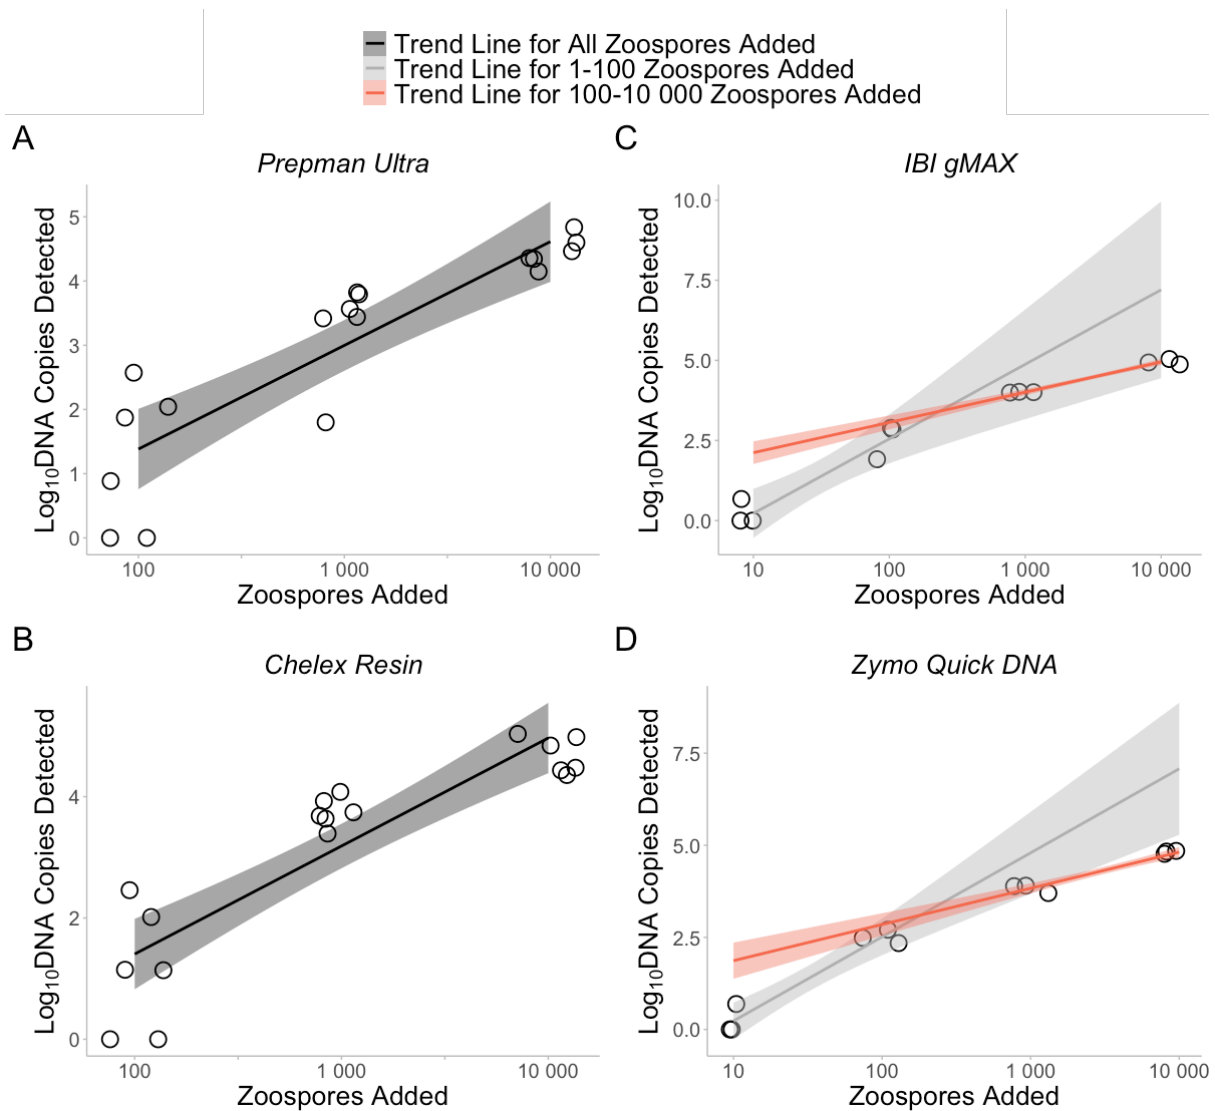 Trend Line for All Zoospores Added
Trend Line for 1-100 Zoospores Added
Trend Line for 100-10 000 Zoospores Added
A
Prepman Ultra
Log10DNA Copies Detected
5
4
3
2
1
0
100
1 000
10 000
Zoospores Added
C
IBI gMAX
Log10DNA Copies Detected
10.0
7.5
5.0
2.5
0.0
10
100
1 000
10 000
Zoospores Added
B
Chelex Resin
Log10DNA Copies Detected
4
2
0
100
1 000
10 000
Zoospores Added
D
Zymo Quick DNA
Log10DNA Copies Detected
7.5
5.0
2.5
0.0
10
100
1 000
10 000
Zoospores Added